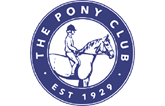 THE PONY CLUB
EST 1929